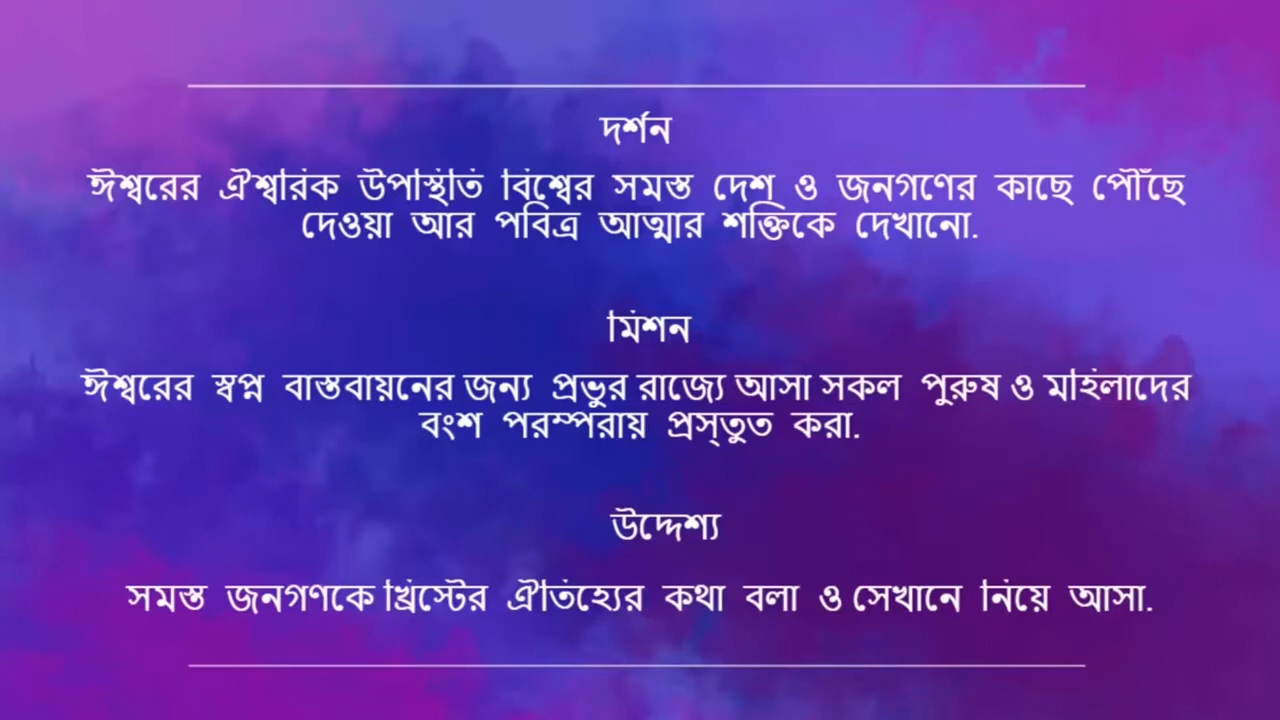 দর্শন
ঈশ্বরের ঐশ্বরিক উপস্থিতি বিশ্বের সমস্ত দেশ ও জনগণের কাছে পৌঁছে
দেওয়া আর পবিত্র আত্মার শক্তিকে দেখানো.
মিশন
ঈশ্বরের স্বপ্ন বাস্তবায়নের জন্য প্রভুর রাজ্যে আসা সকল পুরুষ ও মহিলাদের
বংশ পরম্পরায় প্রস্তুত করা.
উদ্দেশ্য
সমস্ত জনগণকে খ্রিস্টের ঐতিহ্যের কথা বলা ও সেখানে নিয়ে আসা.